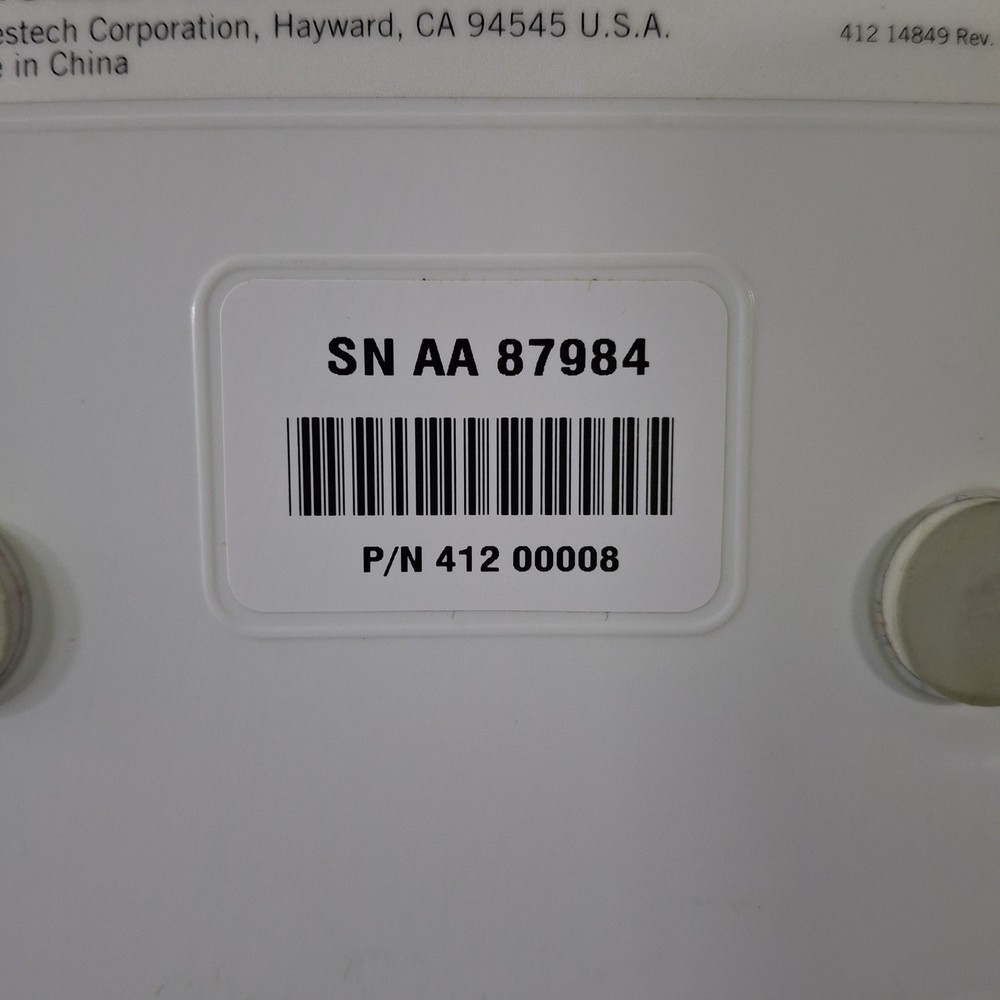 estech Corporation, Hayward, CA 94545 U.S.A.
412 14849 Rev.
in China
SN AA 87984
P/N 412 00008